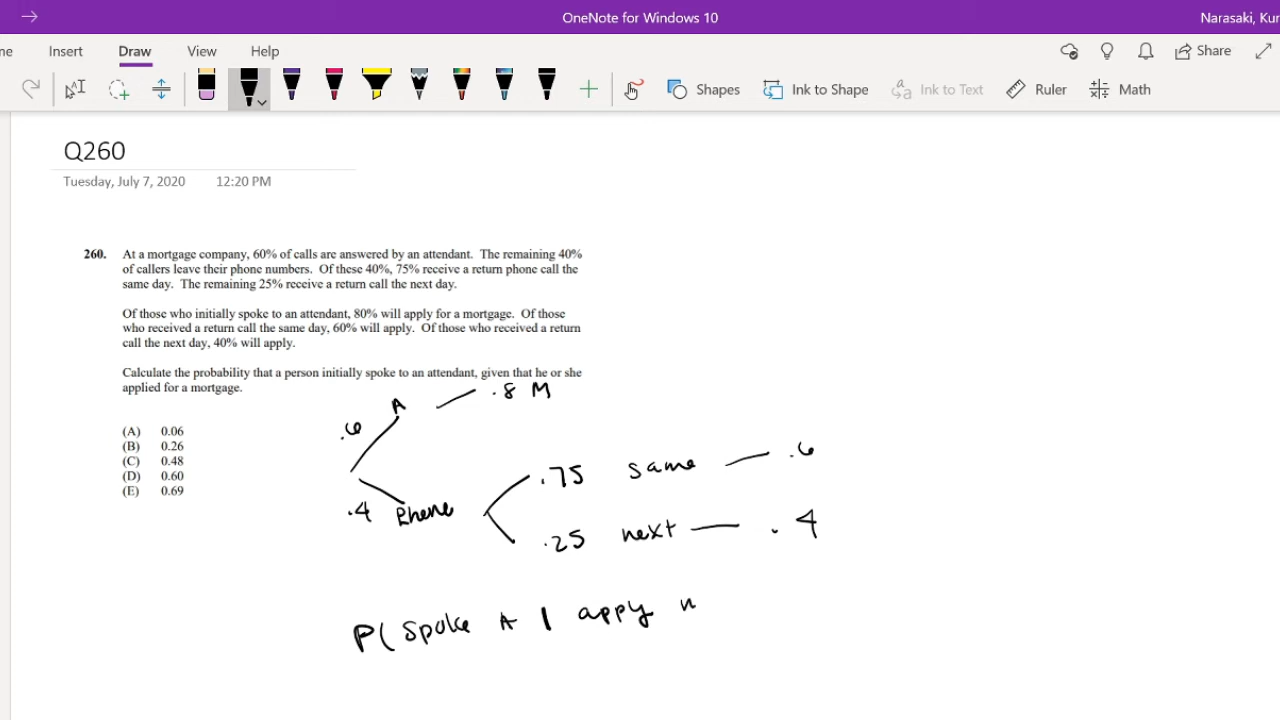 OneNote for Windows 10
Narasaki, Kur
me Insert Draw View Help
Share
Shapes Ink to Shape Ink to Text Ruler Math
Q260
Tuesday, July 7, 2020 12:20 PM
260. At a mortgage company, 60% of calls are answered by an attendant. The remaining 40%
of callers leave their phone numbers. Of these 40%, 75% receive a return phone call the
same day. The remaining 25% receive a return call the next day.
Of those who initially spoke to an attendant, 80% will apply for a mortgage. Of those
who received a return call the same day, 60% will apply. Of those who received a return
call the next day, 40% will apply.
Calculate the probability that a person initially spoke to an attendant, given that he or she
applied for a mortgage.
(A) 0.06
(B) 0.26
(C) 0.48
(D) 0.60
(E) 0.69
.6 A .8 M
.4 Phone .75 same .6
.25 next .4
P( Spoke A | apply